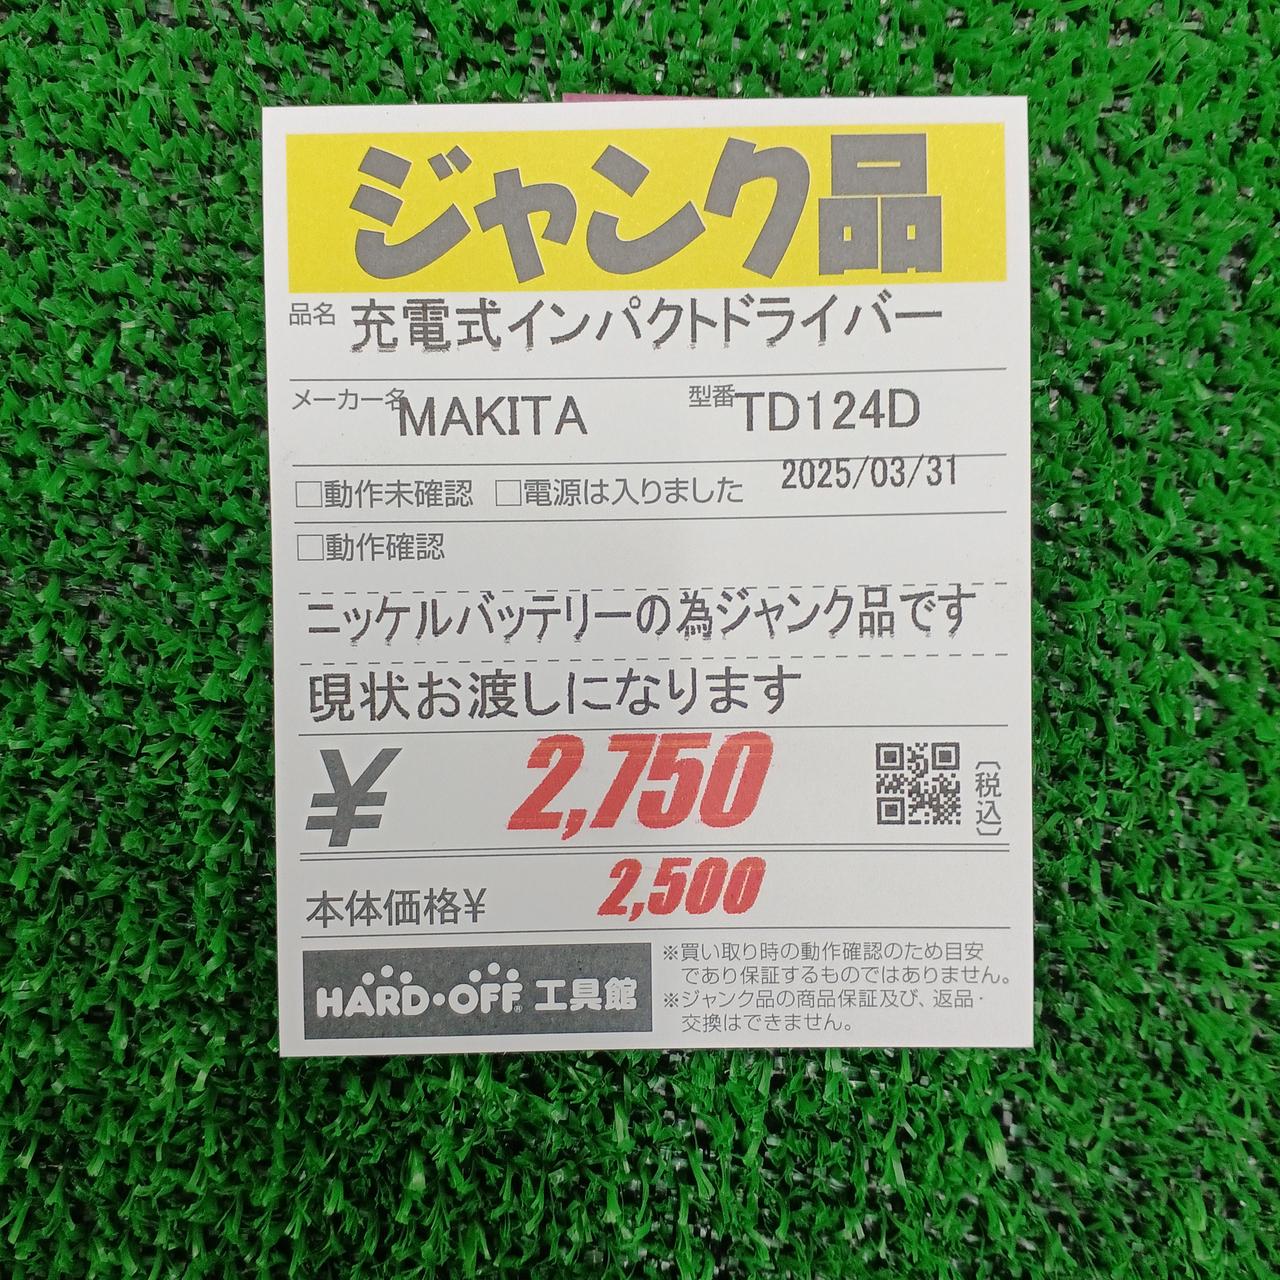 ジャンク品
品名 充電式インパクトドライバー
メーカー名 MAKITA 型番 TD124D
□動作未確認 □電源は入りました 2025/03/31
□動作確認
ニッケルバッテリーの為ジャンク品です
現状お渡しになります
¥ 2,750 〔税込〕
本体価格¥ 2,500
HARD・OFF 工具館
※買い取り時の動作確認のため目安
であり保証するものではありません。
※ジャンク品の商品保証及び、返品・
交換はできません。